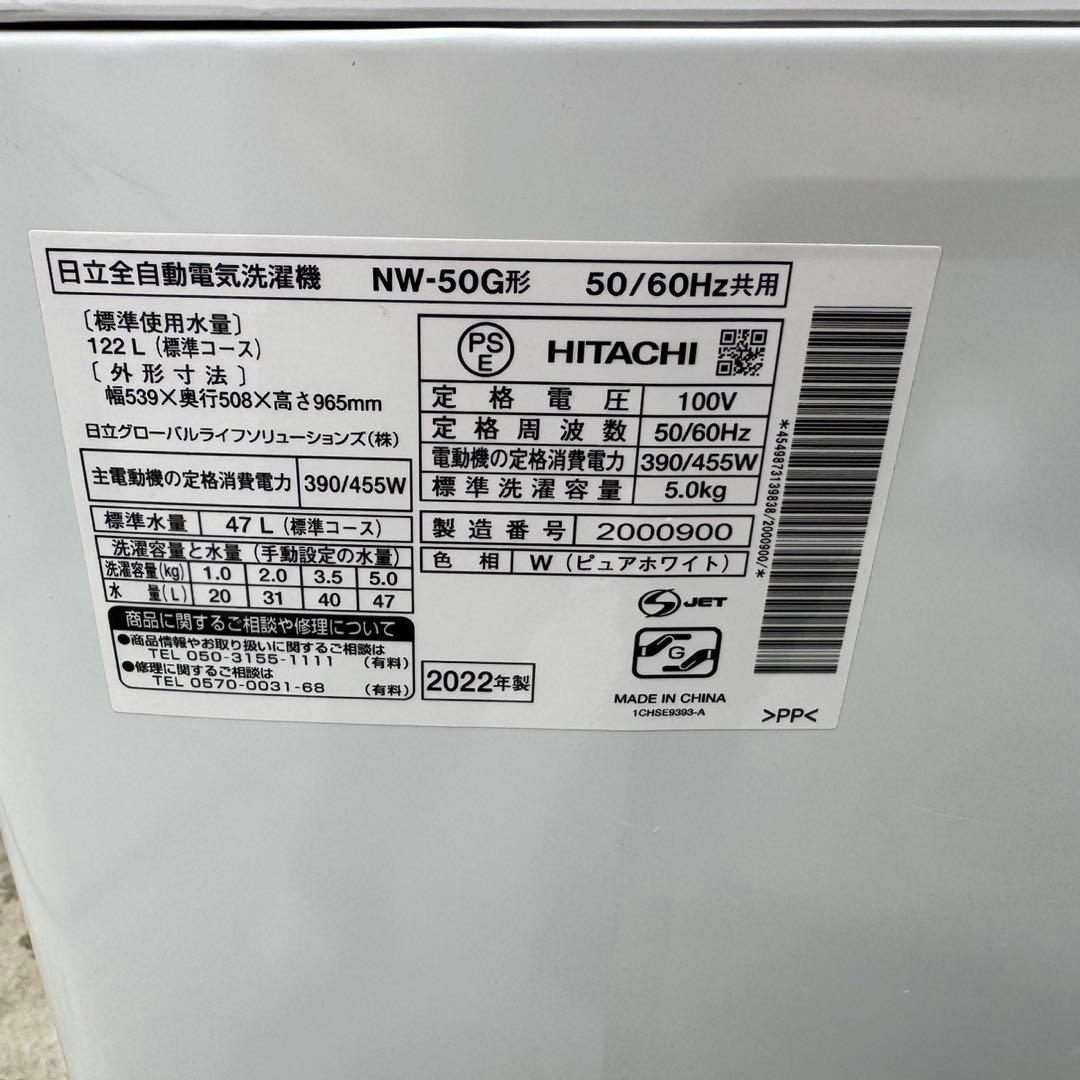 日立全自動電気洗濯機 NW-50G形 50/60Hz共用
〔標準使用水量〕
122 L (標準コース)
〔外形寸法〕
幅539×奥行508×高さ965mm
日立グローバルライフソリューションズ(株)
主電動機の定格消費電力 390/455W
標準水量 47 L (標準コース)
洗濯容量と水量 (手動設定の水量)
洗濯容量(kg) 1.0 2.0 3.5 5.0
水量(L) 20 31 40 47
商品に関するご相談や修理について
●商品情報やお取り扱いに関するご相談は
TEL 050-3155-1111 (有料)
●修理に関するご相談は
TEL 0570-0031-68 (有料)
PSE HITACHI
定格電圧 100V
定格周波数 50/60Hz
電動機の定格消費電力 390/455W
標準洗濯容量 5.0kg
製造番号 2000900
色相 W (ピュアホワイト)
S JET
G
2022年製
MADE IN CHINA
1CHSE9393-A
>PP<
*4549873139838/2000900/*